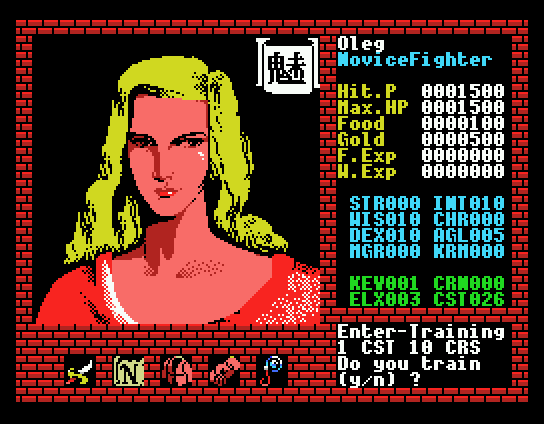 魅
Oleg
NoviceFighter
Hit.P 0001500
Max.HP 0001500
Food 0000100
Gold 0000500
F.Exp 0000000
W.Exp 0000000
STR000 INT010
WIS010 CHR000
DEX010 AGL005
MGR000 KRM000
KEY001 CRW000
ELX003 CST026
Enter-Training
1 CST 10 CRS
Do you train
(y/n) ?
N